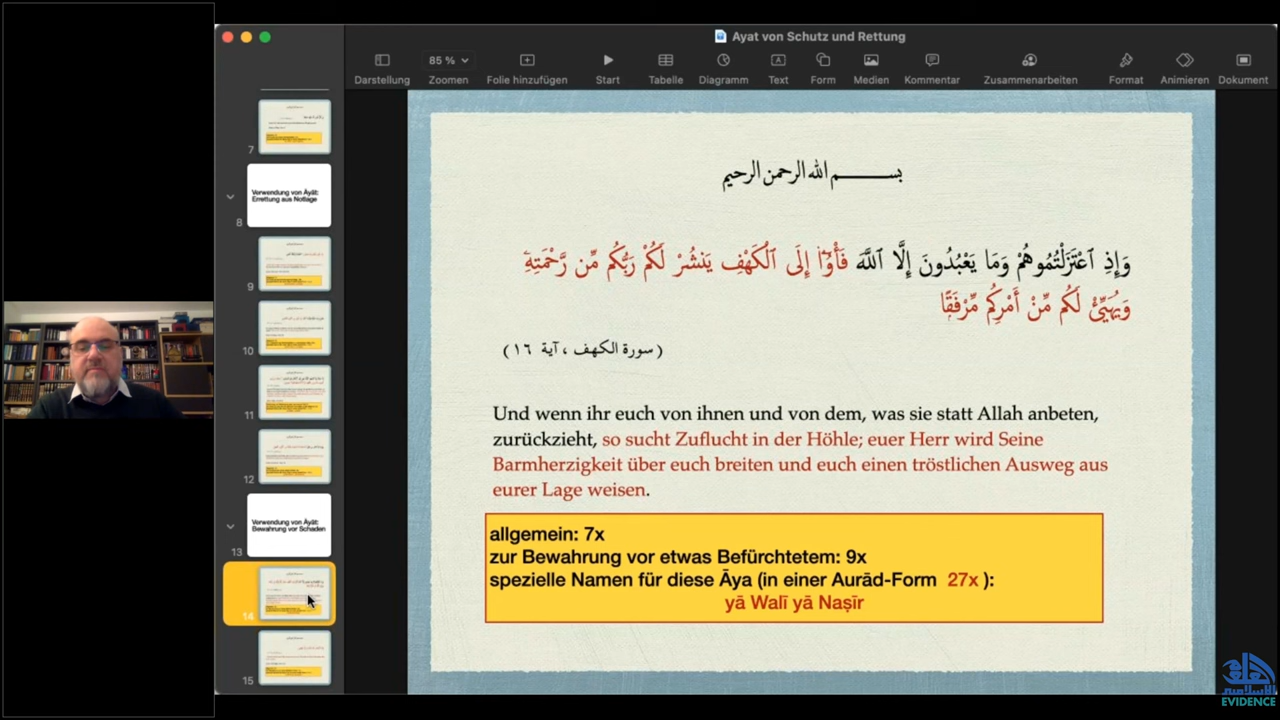 Ayat von Schutz und Rettung
85 %
Darstellung
Zoomen
Folie hinzufügen
Start
Tabelle
Diagramm
Text
Form
Medien
Kommentar
Zusammenarbeiten
Format
Animieren
Dokument
7
Verwendung von Āyāt:
Errettung aus Notlage
8
9
10
11
12
Verwendung von Āyāt:
Bewahrung vor Schaden
13
14
15
بســـــم الله الرحمن الرحيم
وَإِذِ ٱعْتَزَلْتُمُوهُمْ وَمَا يَعْبُدُونَ إِلَّا ٱللَّهَ فَأْوُۥٓا۟ إِلَى ٱلْكَهْفِ يَنشُرْ لَكُمْ رَبُّكُم مِّن رَّحْمَتِهِۦ
وَيُهَيِّئْ لَكُم مِّنْ أَمْرِكُم مِّرْفَقًا
(سورة الكهف ، آية ١٦)
Und wenn ihr euch von ihnen und von dem, was sie statt Allah anbeten,
zurückzieht, so sucht Zuflucht in der Höhle; euer Herr wird Seine
Barmherzigkeit über euch breiten und euch einen tröstlichen Ausweg aus
eurer Lage weisen.
allgemein: 7x
zur Bewahrung vor etwas Befürchtetem: 9x
spezielle Namen für diese Āya (in einer Aurād-Form 27x ):
yā Walī yā Naṣīr
EVIDENCE